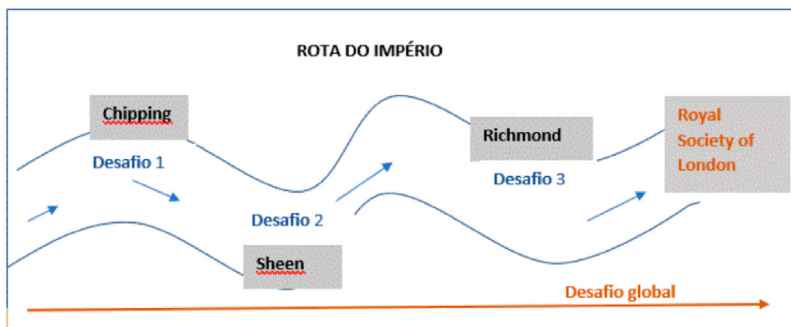 ROTA DO IMPÉRIO
Chipping
Desafio 1
Desafio 2
Sheen
Richmond
Desafio 3
Royal
Society of
London
Desafio global